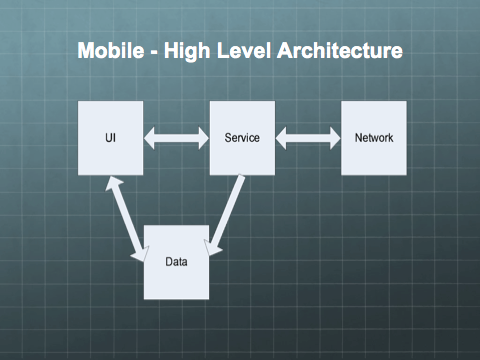 Mobile - High Level Architecture
UI
Service
Network
Data